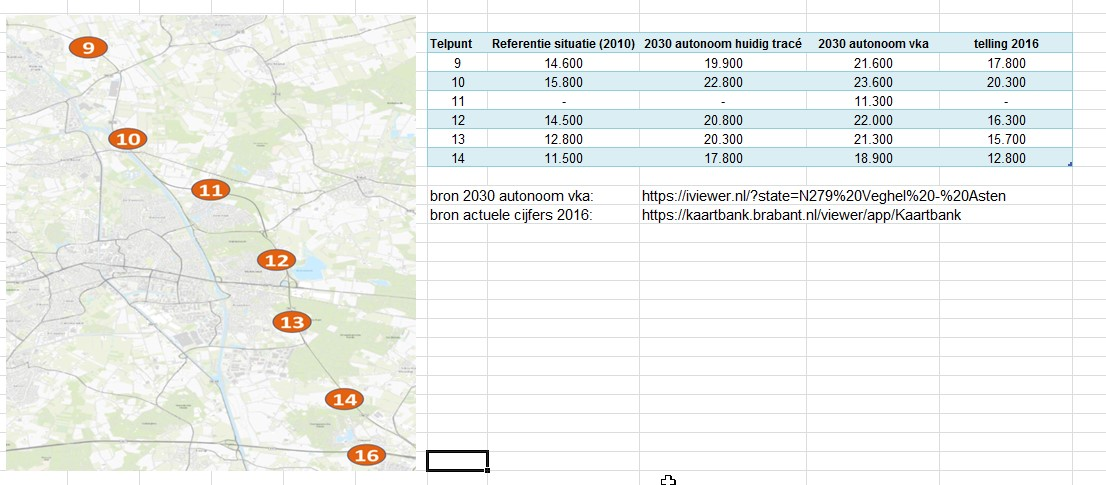 9
10
11
12
13
14
16
Telpunt Referentie situatie (2010) 2030 autonoom huidig tracé 2030 autonoom vka telling 2016
9 14.600 19.900 21.600 17.800
10 15.800 22.800 23.600 20.300
11 - - 11.300 -
12 14.500 20.800 22.000 16.300
13 12.800 20.300 21.300 15.700
14 11.500 17.800 18.900 12.800
bron 2030 autonoom vka: https://iviewer.nl/?state=N279%20Veghel%20-%20Asten
bron actuele cijfers 2016: https://kaartbank.brabant.nl/viewer/app/Kaartbank